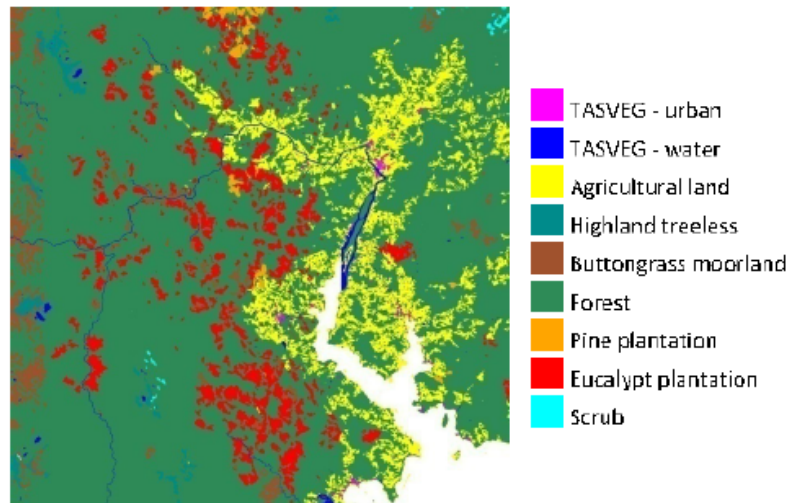 TASVEG - urban
TASVEG - water
Agricultural land
Highland treeless
Buttongrass moorland
Forest
Pine plantation
Eucalypt plantation
Scrub